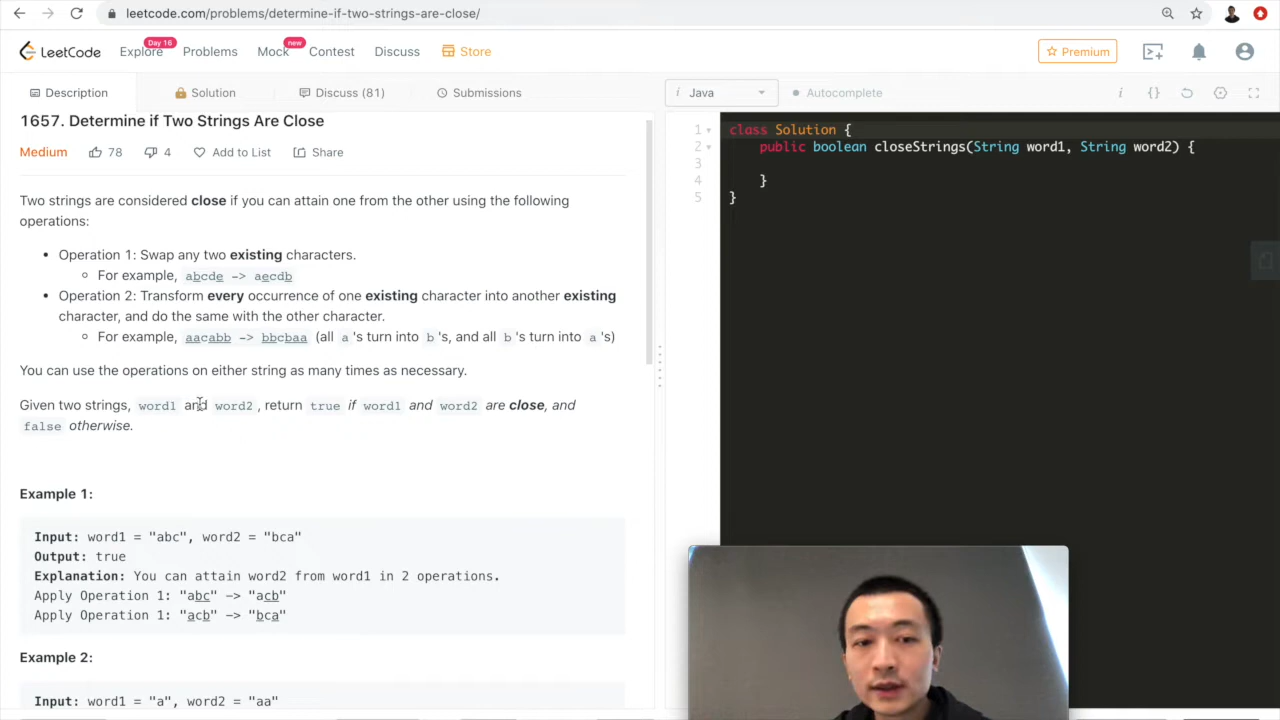 leetcode.com/problems/determine-if-two-strings-are-close/
LeetCode Explore Day 16 Problems Mock new Contest Discuss Store Premium
Description Solution Discuss (81) Submissions
i Java Autocomplete i {}
1657. Determine if Two Strings Are Close
Medium 78 4 Add to List Share
Two strings are considered close if you can attain one from the other using the following
operations:
• Operation 1: Swap any two existing characters.
For example, abcde -> aecdb
• Operation 2: Transform every occurrence of one existing character into another existing
character, and do the same with the other character.
For example, aacabb -> bbcbaa (all a 's turn into b 's, and all b 's turn into a 's)
You can use the operations on either string as many times as necessary.
Given two strings, word1 and word2 , return true if word1 and word2 are close, and
false otherwise.
Example 1:
Input: word1 = "abc", word2 = "bca"
Output: true
Explanation: You can attain word2 from word1 in 2 operations.
Apply Operation 1: "abc" -> "acb"
Apply Operation 1: "acb" -> "bca"
Example 2:
Input: word1 = "a", word2 = "aa"
1 class Solution {
2 public boolean closeStrings(String word1, String word2) {
3
4 }
5 }